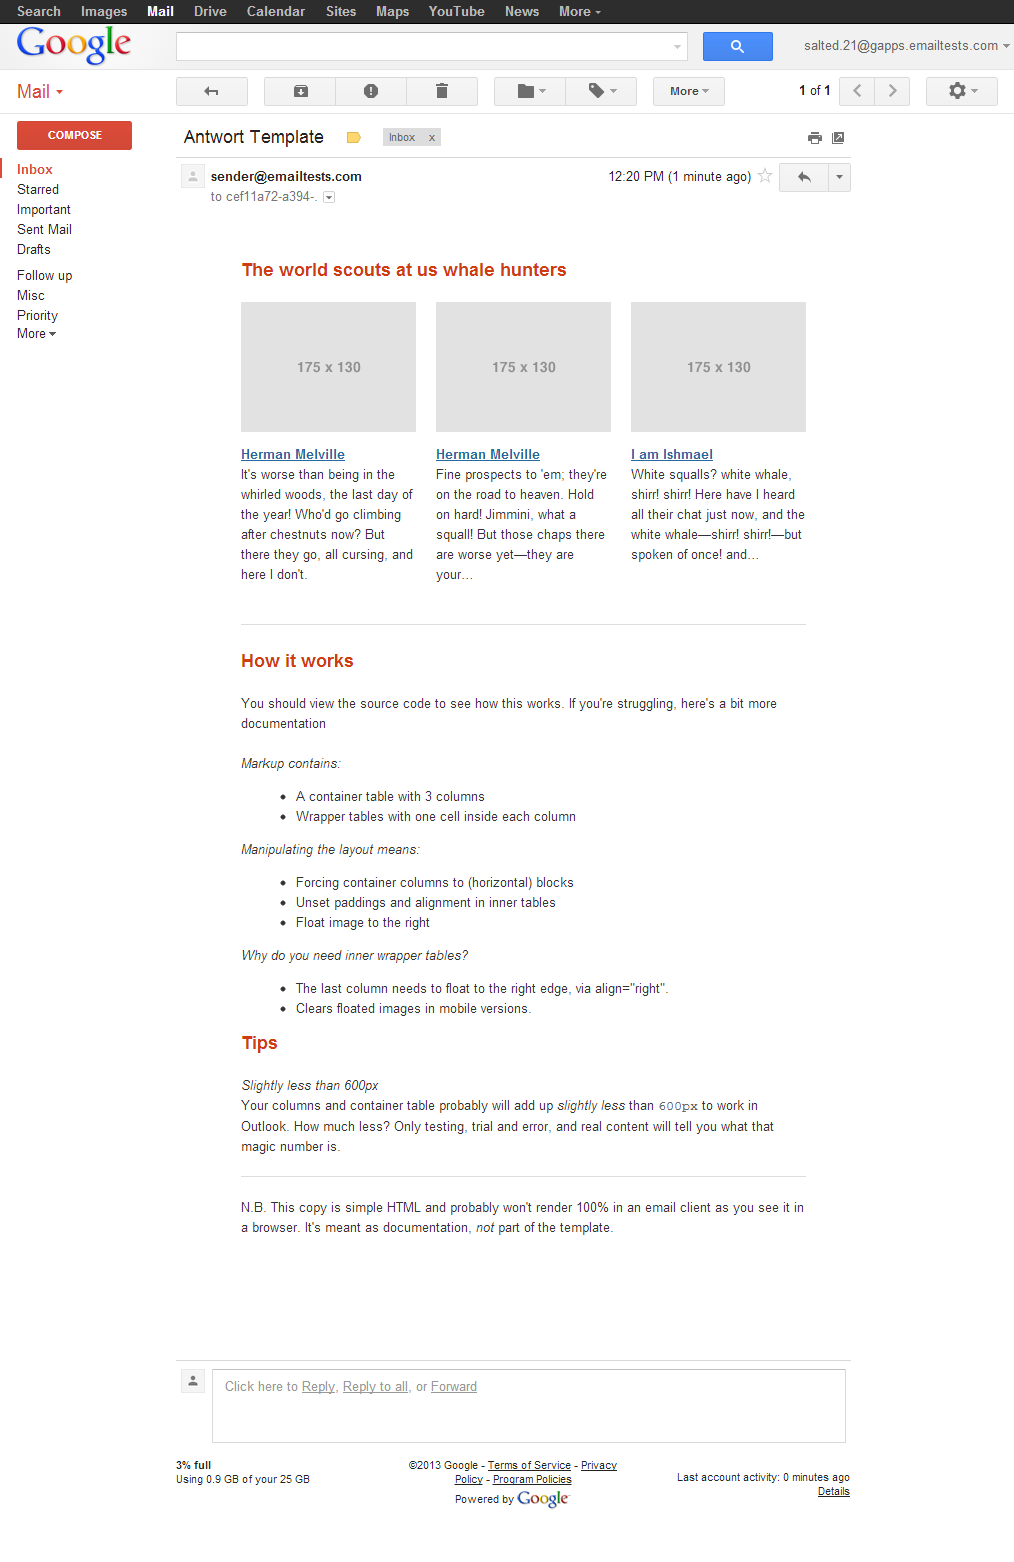 Search Images Mail Drive Calendar Sites Maps YouTube News More
Google
salted.21@gapps.emailtests.com
Mail
More
1 of 1
COMPOSE
Antwort Template
Inbox x
Inbox
Starred
Important
Sent Mail
Drafts
Follow up
Misc
Priority
More
sender@emailtests.com
12:20 PM (1 minute ago)
to cef11a72-a394-.
The world scouts at us whale hunters
175 x 130
175 x 130
175 x 130
Herman Melville
It's worse than being in the
whirled woods, the last day of
the year! Who'd go climbing
after chestnuts now? But
there they go, all cursing, and
here I don't.
Herman Melville
Fine prospects to 'em; they're
on the road to heaven. Hold
on hard! Jimmini, what a
squall! But those chaps there
are worse yet—they are
your…
I am Ishmael
White squalls? white whale,
shirr! shirr! Here have I heard
all their chat just now, and the
white whale—shirr! shirr!—but
spoken of once! and…
How it works
You should view the source code to see how this works. If you're struggling, here's a bit more
documentation
Markup contains:
• A container table with 3 columns
• Wrapper tables with one cell inside each column
Manipulating the layout means:
• Forcing container columns to (horizontal) blocks
• Unset paddings and alignment in inner tables
• Float image to the right
Why do you need inner wrapper tables?
• The last column needs to float to the right edge, via align="right".
• Clears floated images in mobile versions.
Tips
Slightly less than 600px
Your columns and container table probably will add up slightly less than 600px to work in
Outlook. How much less? Only testing, trial and error, and real content will tell you what that
magic number is.
N.B. This copy is simple HTML and probably won't render 100% in an email client as you see it in
a browser. It's meant as documentation, not part of the template.
Click here to Reply, Reply to all, or Forward
3% full
Using 0.9 GB of your 25 GB
©2013 Google - Terms of Service - Privacy
Policy - Program Policies
Powered by Google
Last account activity: 0 minutes ago
Details